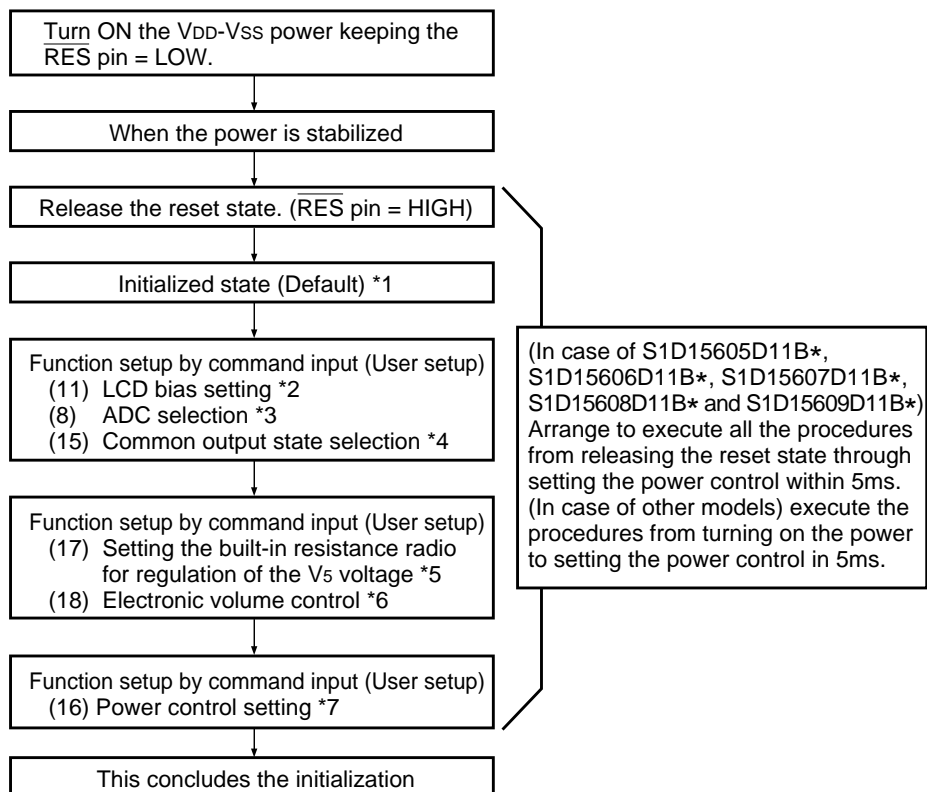 Turn ON the VDD-VSS power keeping the
RES pin = LOW.
When the power is stabilized
Release the reset state. (RES pin = HIGH)
Initialized state (Default) *1
Function setup by command input (User setup)
(11) LCD bias setting *2
(8) ADC selection *3
(15) Common output state selection *4
Function setup by command input (User setup)
(17) Setting the built-in resistance radio
for regulation of the V5 voltage *5
(18) Electronic volume control *6
Function setup by command input (User setup)
(16) Power control setting *7
This concludes the initialization
(In case of S1D15605D11B*,
S1D15606D11B*, S1D15607D11B*,
S1D15608D11B* and S1D15609D11B*)
Arrange to execute all the procedures
from releasing the reset state through
setting the power control within 5ms.
(In case of other models) execute the
procedures from turning on the power
to setting the power control in 5ms.